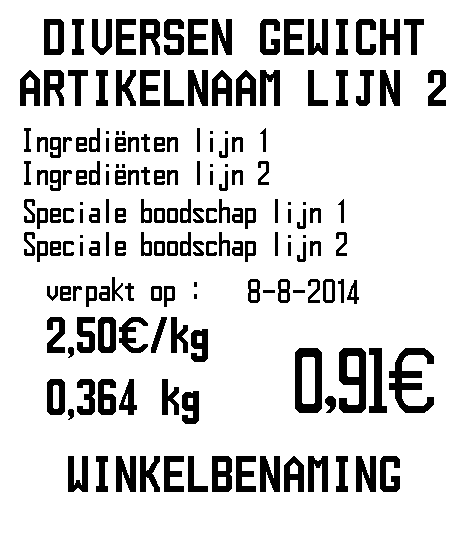 DIVERSEN GEWICHT
ARTIKELNAAM LIJN 2
Ingrediënten lijn 1
Ingrediënten lijn 2
Speciale boodschap lijn 1
Speciale boodschap lijn 2
verpakt op : 8-8-2014
2,50€/kg
0,364 kg
0,91€
WINKELBENAMING